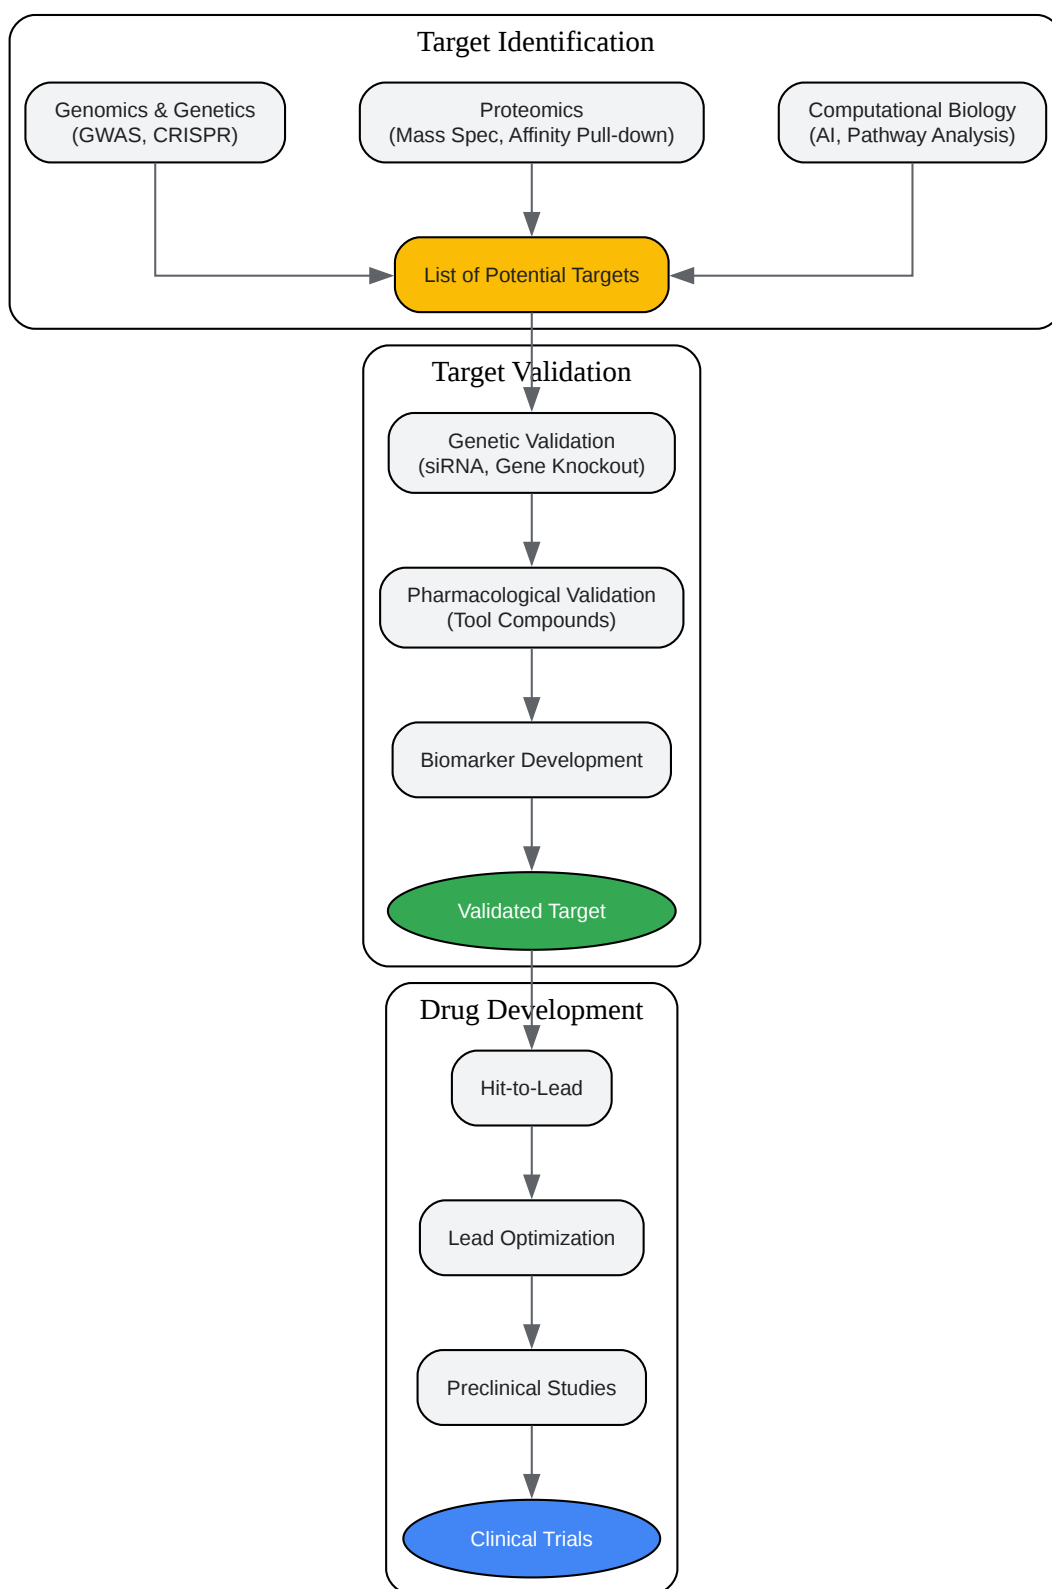 Target Identification
Genomics & Genetics
(GWAS, CRISPR)
Proteomics
(Mass Spec, Affinity Pull-down)
Computational Biology
(AI, Pathway Analysis)
List of Potential Targets
Target Validation
Genetic Validation
(siRNA, Gene Knockout)
Pharmacological Validation
(Tool Compounds)
Biomarker Development
Validated Target
Drug Development
Hit-to-Lead
Lead Optimization
Preclinical Studies
Clinical Trials